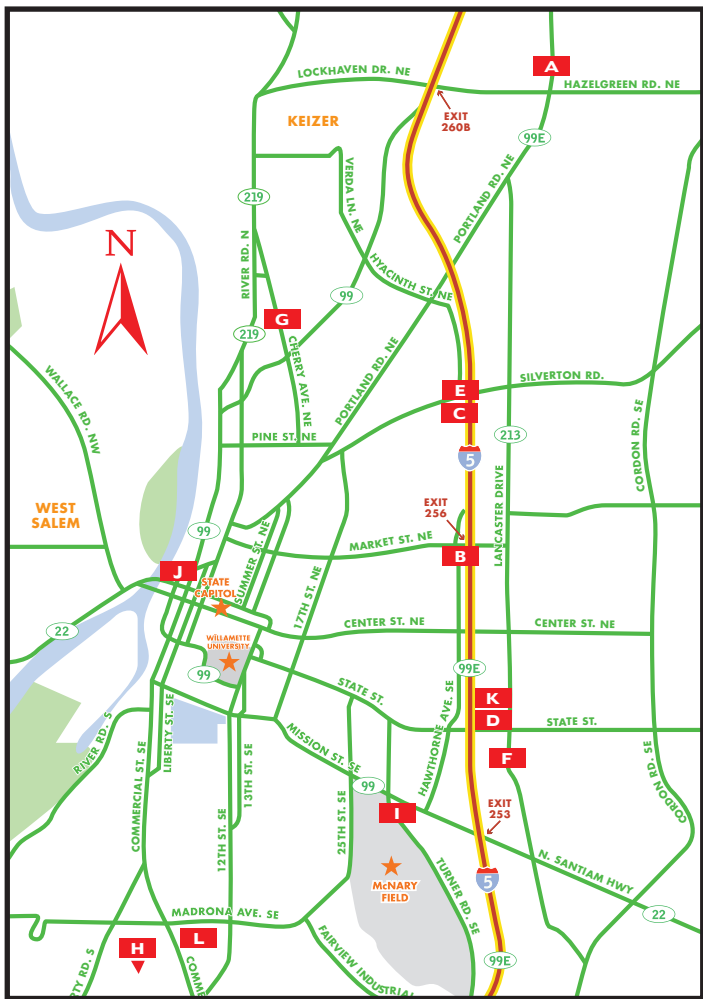 LOCKHAVEN DR. NE
A
HAZELGREEN RD. NE
EXIT
260B
KEIZER
99E
VERDA LN. NE
PORTLAND RD. NE
219
RIVER RD. N
HYACINTH ST. NE
N
99
G
219
CHERRY AVE. NE
PORTLAND RD. NE
WALLACE RD. NW
SILVERTON RD.
E
C
CORDON RD. SE
PINE ST. NE
213
5
LANCASTER DRIVE
WEST
SALEM
EXIT
256
99
SUMMER ST. NE
MARKET ST. NE
B
J
STATE
CAPITOL
17TH ST. NE
22
CENTER ST. NE
CENTER ST. NE
WILLAMETTE
UNIVERSITY
99
99E
STATE ST.
HAWTHORNE AVE. SE
K
D
STATE ST.
RIVER RD. S
LIBERTY ST. SE
MISSION ST. SE
F
COMMERCIAL ST. SE
13TH ST. SE
12TH ST. SE
25TH ST. SE
99
I
EXIT
253
CORDON RD. SE
McNARY
FIELD
TURNER RD. SE
5
N. SANTIAM HWY
22
MADRONA AVE. SE
H
L
RTY RD. S
COMME
FAIRVIEW INDUSTRIAL
99E